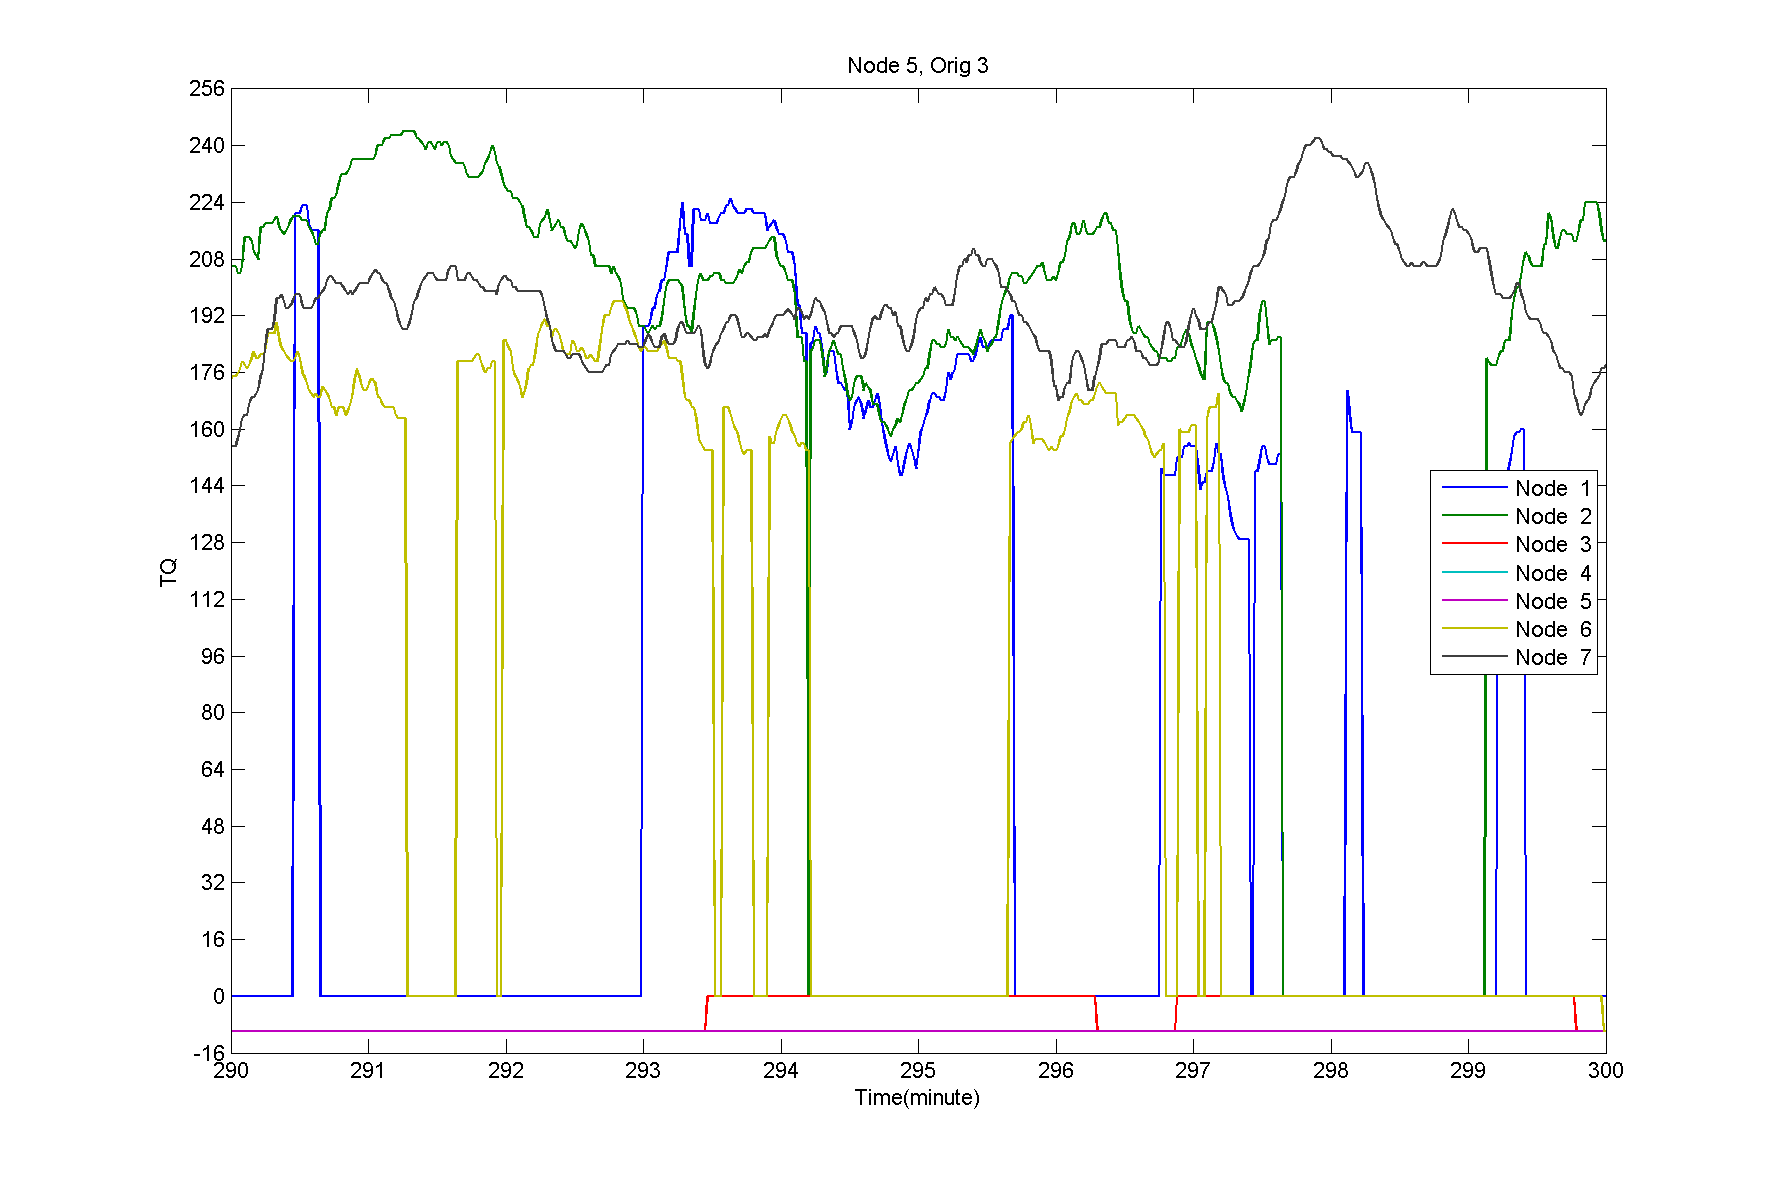 Node 5, Orig 3
256
240
224
208
192
176
160
144
128
112
96
80
64
48
32
16
0
-16
TQ
Node 1
Node 2
Node 3
Node 4
Node 5
Node 6
Node 7
290 291 292 293 294 295 296 297 298 299 300
Time(minute)